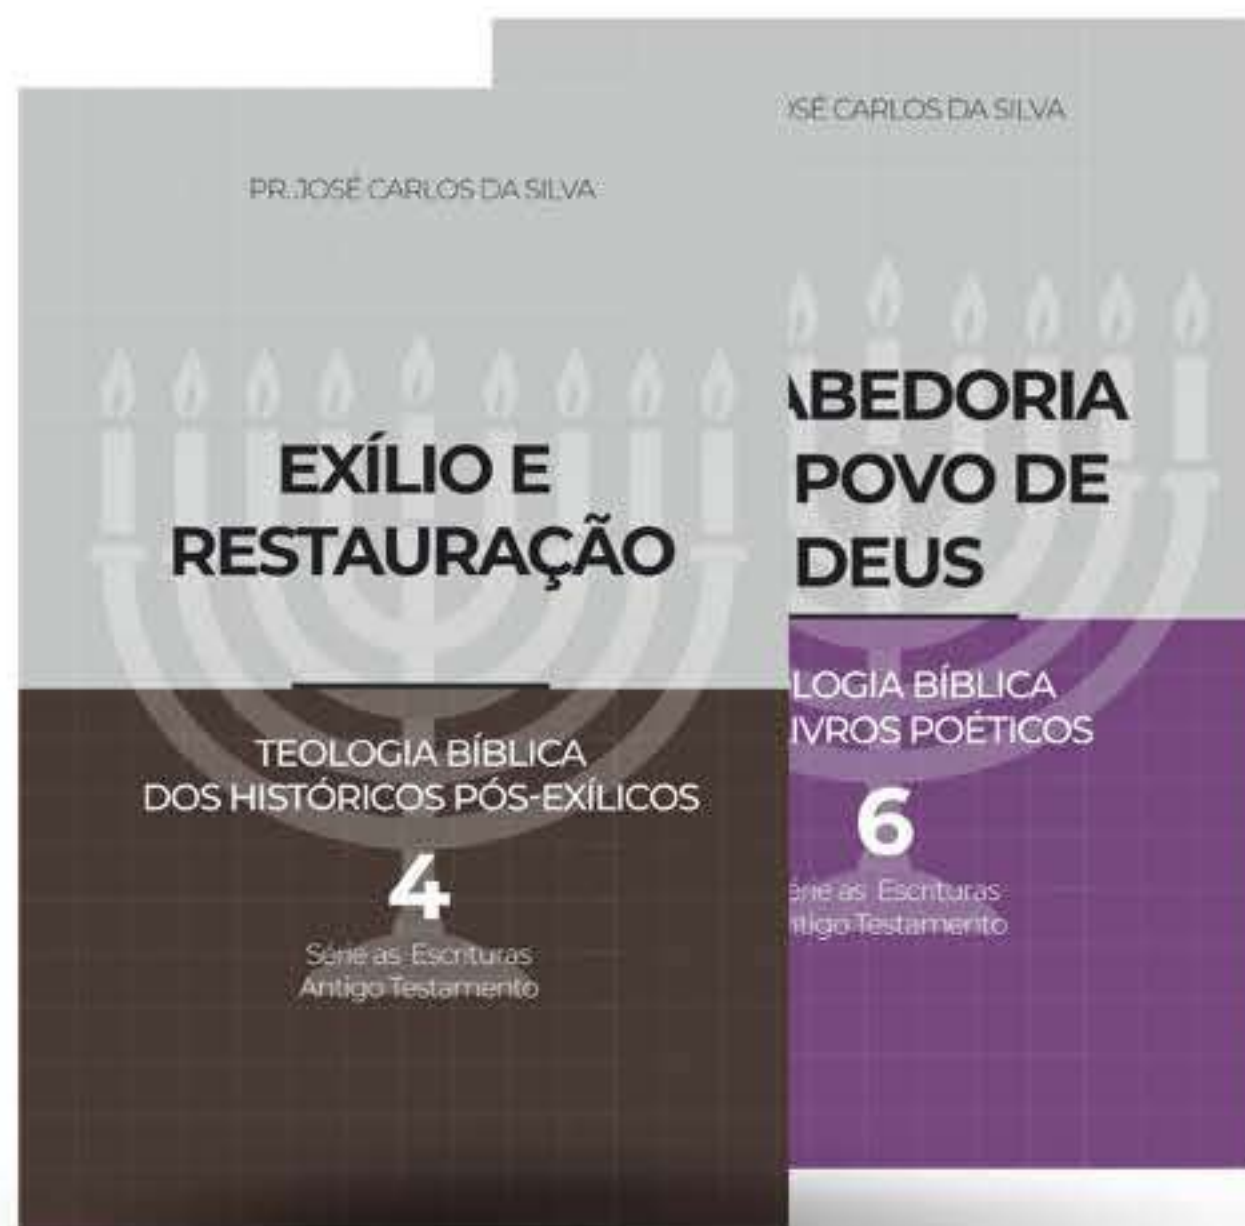 PR. JOSÉ CARLOS DA SILVA
EXÍLIO E
RESTAURAÇÃO
TEOLOGIA BÍBLICA
DOS HISTÓRICOS PÓS-EXÍLICOS
4
Série as Escrituras
Antigo Testamento
OSÉ CARLOS DA SILVA
ABEDORIA
POVO DE
DEUS
LOGIA BÍBLICA
IVROS POÉTICOS
6
érie as Escrituras
ntigo Testamento